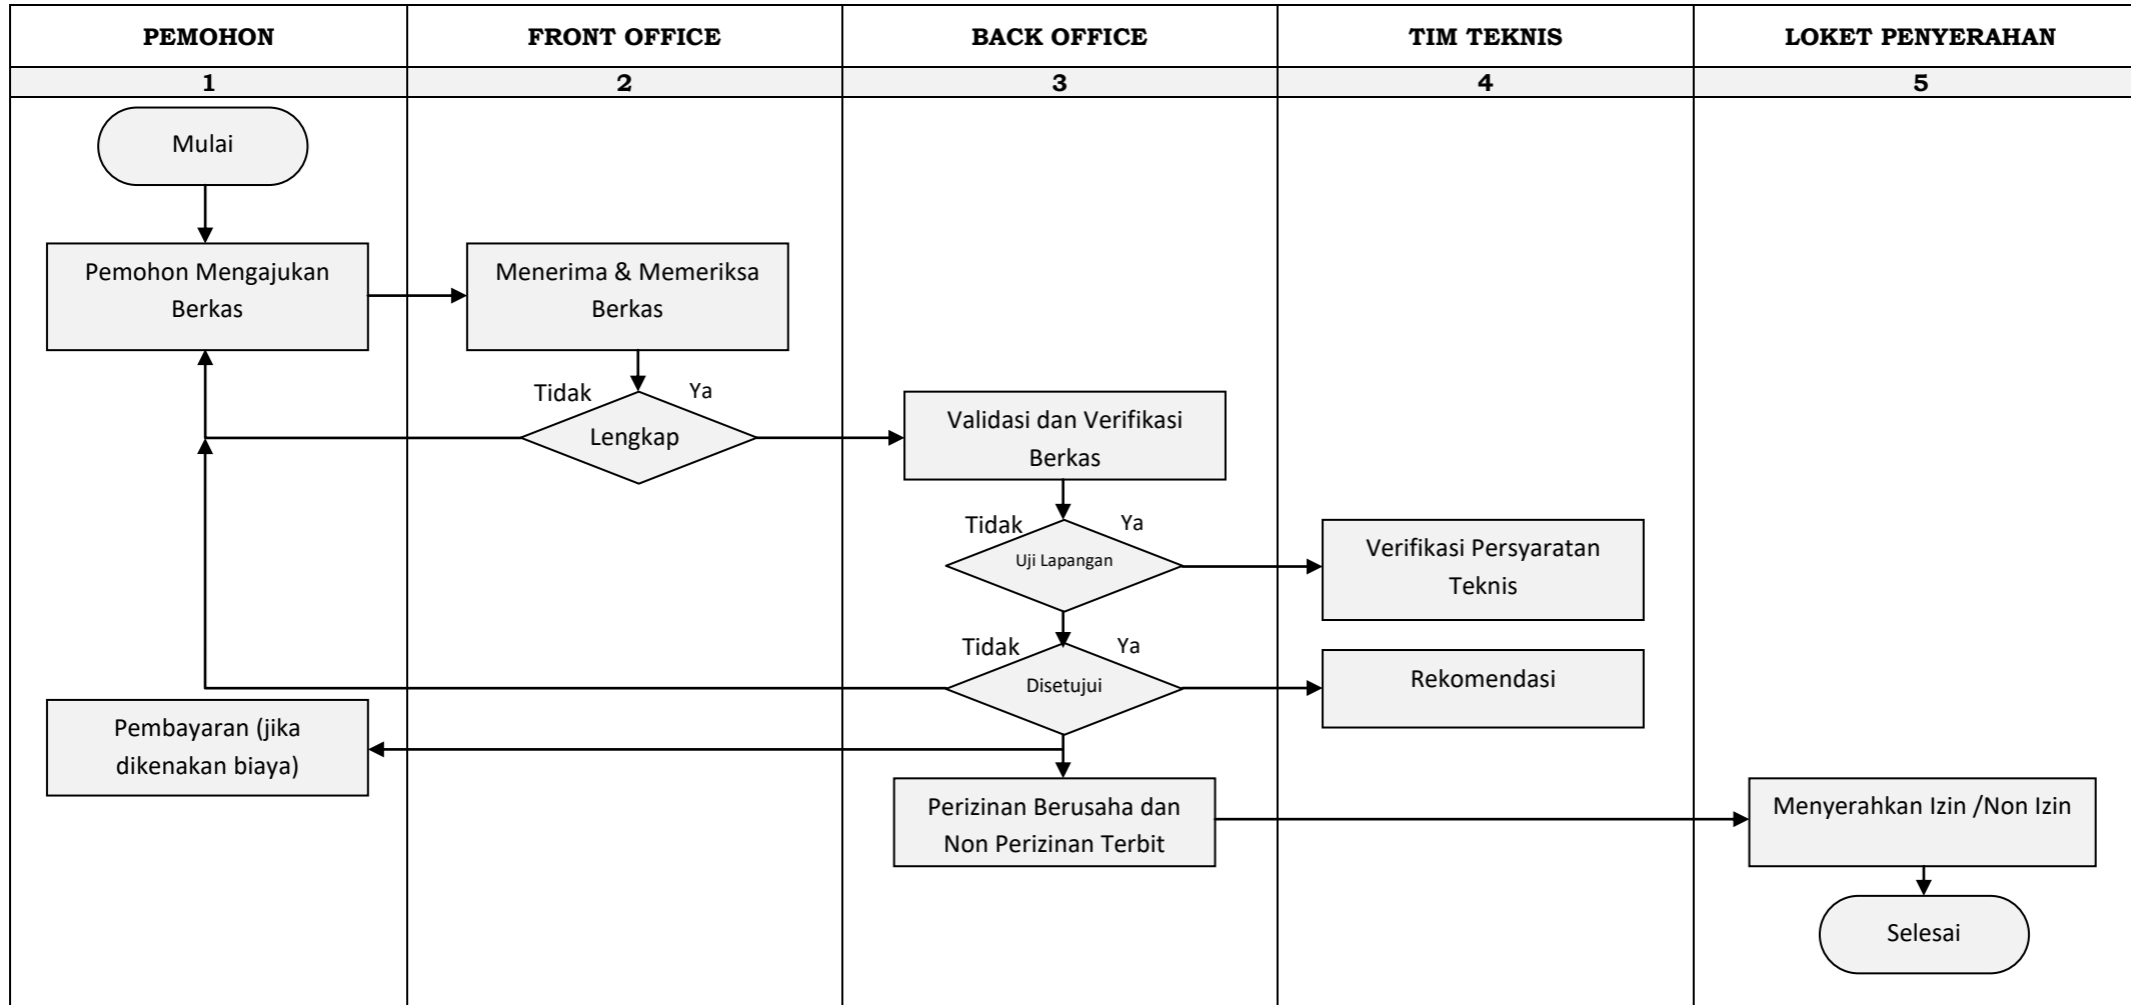 PEMOHON
FRONT OFFICE
BACK OFFICE
TIM TEKNIS
LOKET PENYERAHAN
1
2
3
4
5
Mulai
Pemohon Mengajukan
Berkas
Menerima & Memeriksa
Berkas
Tidak
Ya
Lengkap
Validasi dan Verifikasi
Berkas
Tidak
Ya
Uji Lapangan
Verifikasi Persyaratan
Teknis
Tidak
Ya
Disetujui
Rekomendasi
Pembayaran (jika
dikenakan biaya)
Perizinan Berusaha dan
Non Perizinan Terbit
Menyerahkan Izin /Non Izin
Selesai